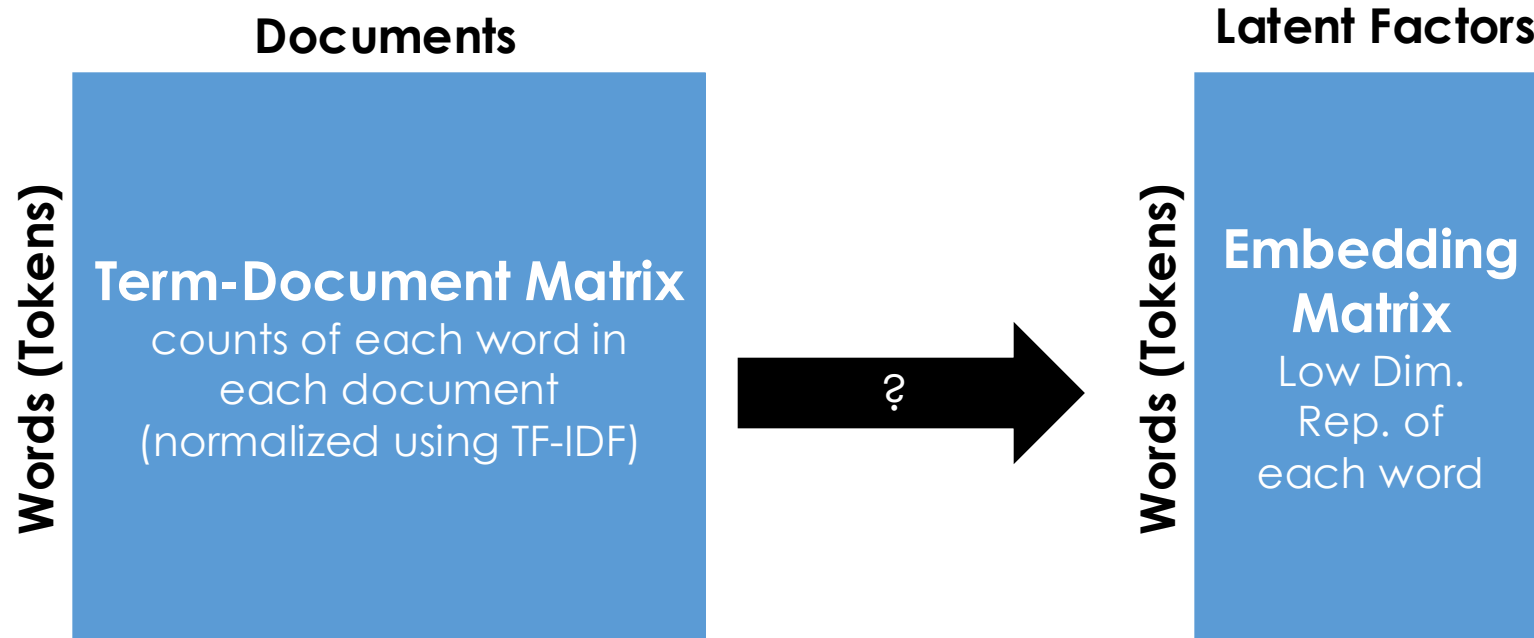 Documents
Words (Tokens)
Term-Document Matrix
counts of each word in
each document
(normalized using TF-IDF)
?
Latent Factors
Words (Tokens)
Embedding
Matrix
Low Dim.
Rep. of
each word